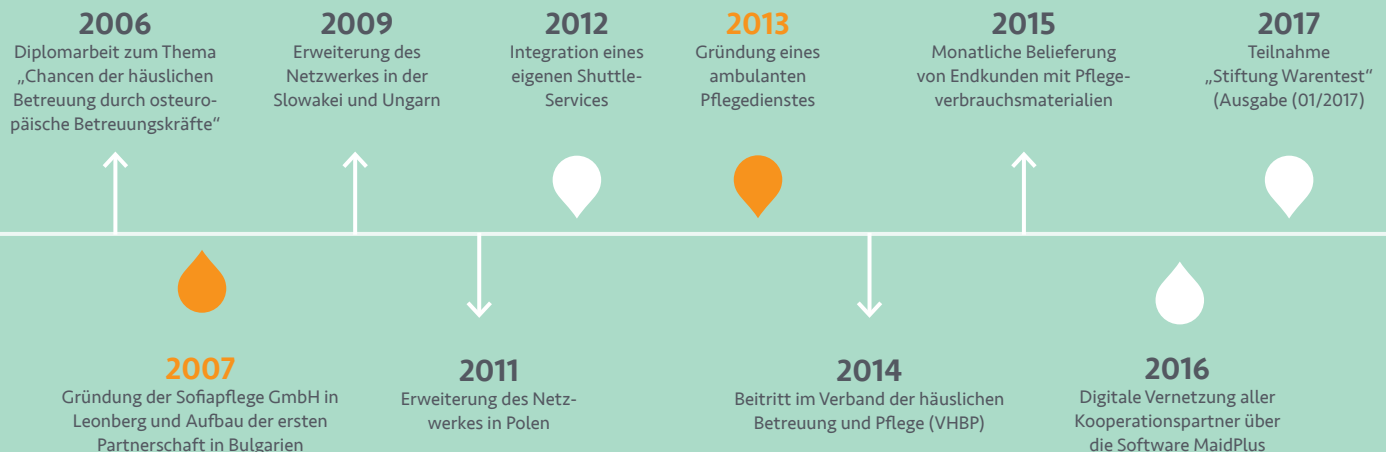 2006
Diplomarbeit zum Thema
„Chancen der häuslichen
Betreuung durch osteuro-
päische Betreuungskräfte“
2007
Gründung der Sofiapflege GmbH in
Leonberg und Aufbau der ersten
Partnerschaft in Bulgarien
2009
Erweiterung des
Netzwerkes in der
Slowakei und Ungarn
2011
Erweiterung des Netz-
werkes in Polen
2012
Integration eines
eigenen Shuttle-
Services
2013
Gründung eines
ambulanten
Pflegedienstes
2014
Beitritt im Verband der häuslichen
Betreuung und Pflege (VHBP)
2015
Monatliche Belieferung
von Endkunden mit Pflege-
verbrauchsmaterialien
2016
Digitale Vernetzung aller
Kooperationspartner über
die Software MaidPlus
2017
Teilnahme
„Stiftung Warentest”
(Ausgabe (01/2017)